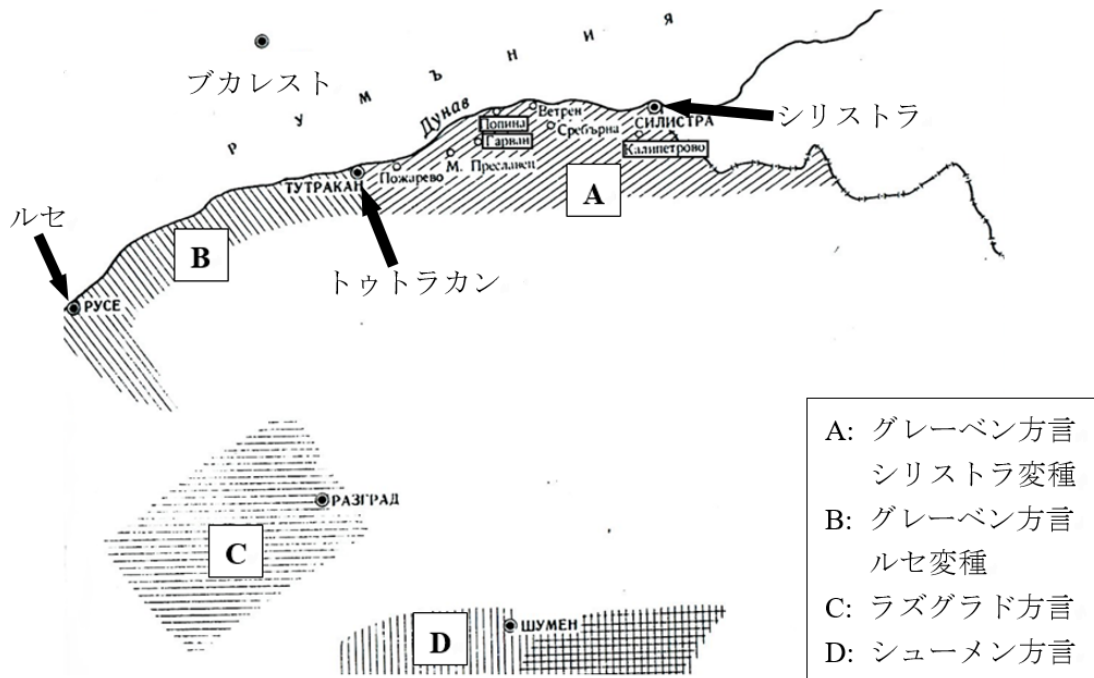 ブカレスト
РУМЪНИЯ
Дунав
Ветрен
Попина
СИЛИСТРА
シリストラ
Гарван
Сребърна
Калипетрово
М. Преславец
Пожарево
ТУТРАКАН
A
ルセ
B
トゥトラカン
РУСЕ
РАЗГРАД
C
ШУМЕН
D
A: グレーベン方言
シリストラ変種
B: グレーベン方言
ルセ変種
C: ラズグラド方言
D: シューメン方言